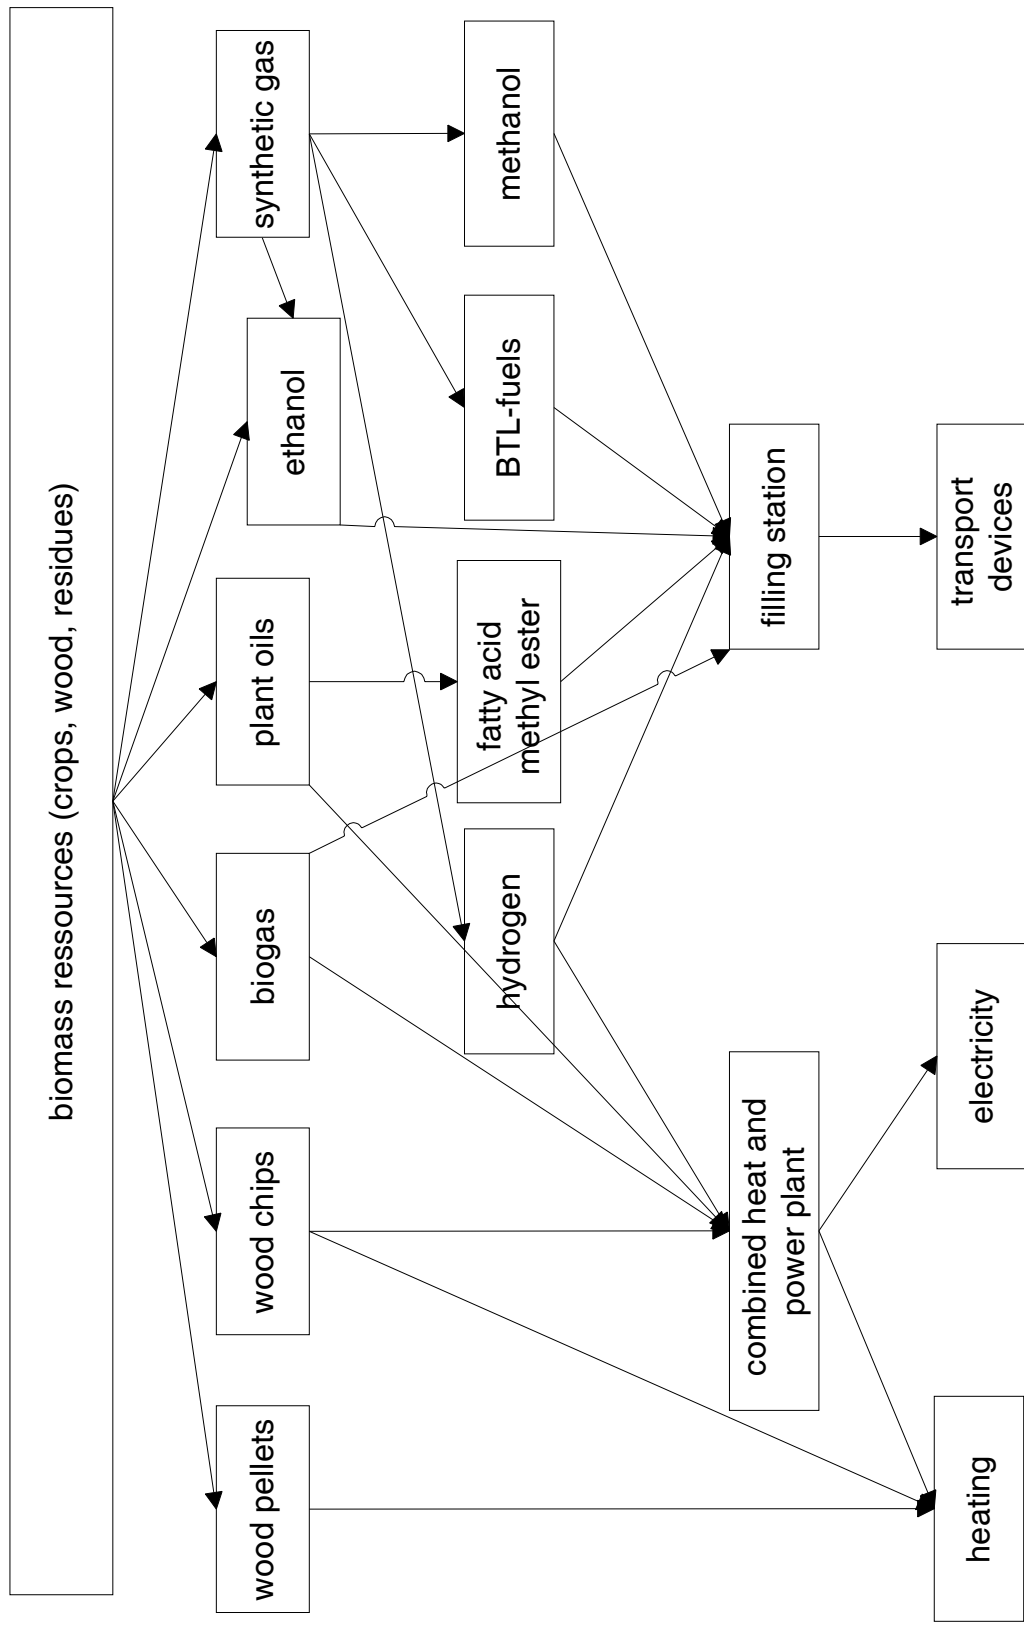 biomass ressources (crops, wood, residues)
wood pellets
wood chips
biogas
plant oils
ethanol
synthetic gas
hydrogen
fatty acid
methyl ester
BTL-fuels
methanol
combined heat and
power plant
filling station
heating
electricity
transport
devices